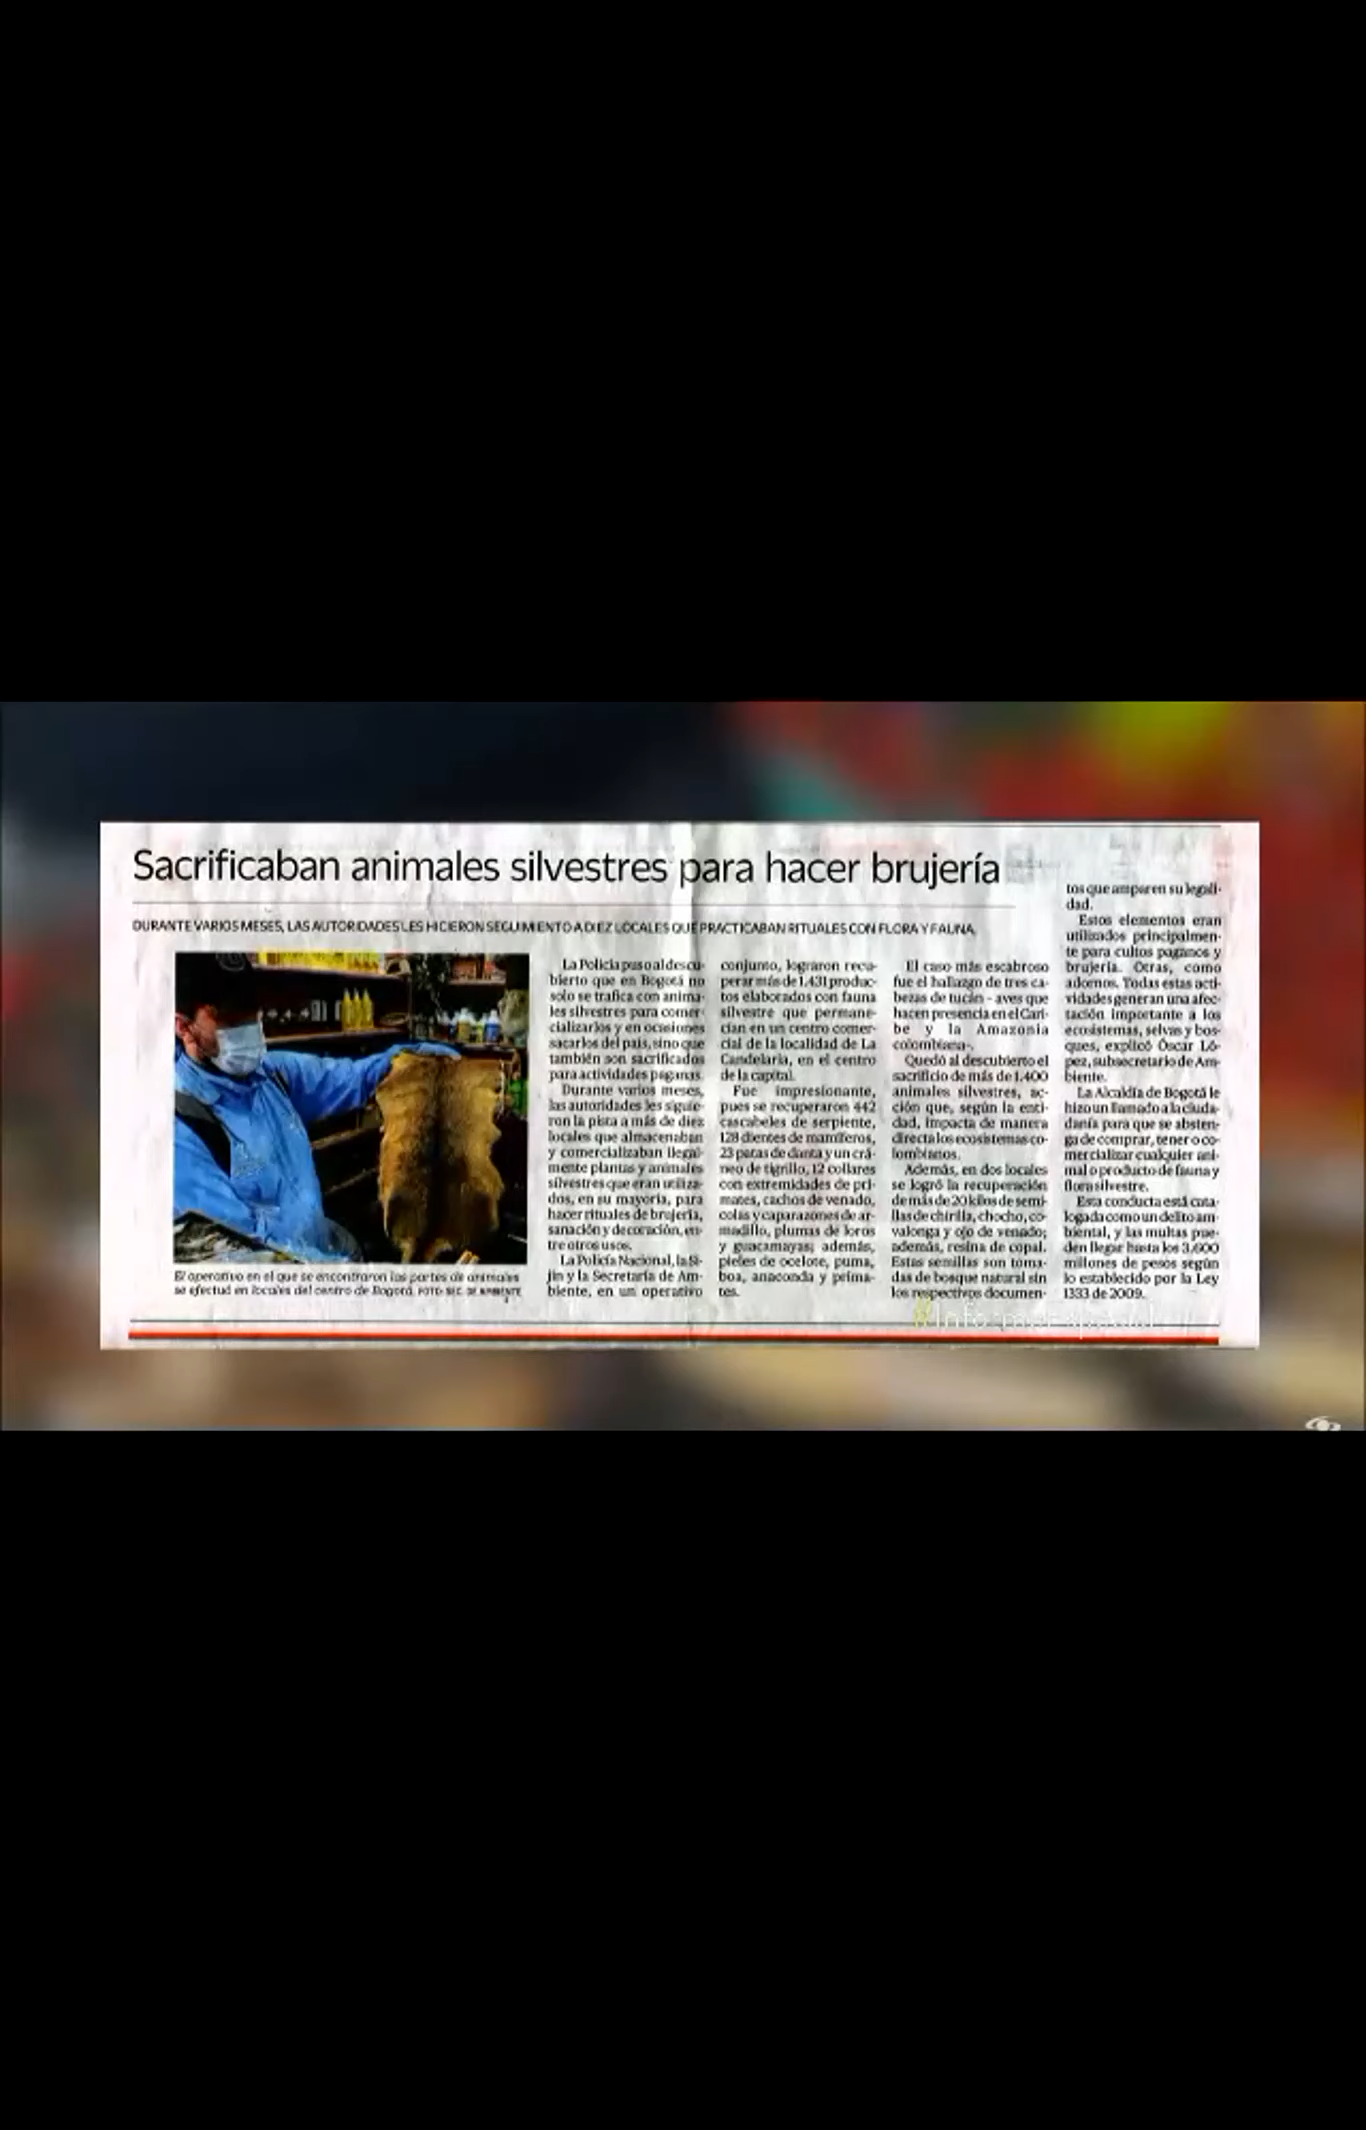 Sacrificaban animales silvestres para hacer brujería
DURANTE VARIOS MESES, LAS AUTORIDADES LES HICIERON SEGUIMIENTO A DIEZ LOCALES QUE PRACTICABAN RITUALES CON FLORA Y FAUNA.
El operativo en el que se encontraron las partes de animales
se efectuó en locales del centro de Bogotá. FOTO: SEC. DE AMBIENTE
La Policía puso al descu-
bierto que en Bogotá no
solo se trafica con anima-
les silvestres para comer-
cializarlos y en ocasiones
sacarlos del país, sino que
también son sacrificados
para actividades paganas.
Durante varios meses,
las autoridades les siguie-
ron la pista a más de diez
locales que almacenaban
y comercializaban ilegal-
mente plantas y animales
silvestres que eran utiliza-
dos, en su mayoría, para
hacer rituales de brujería,
sanación y decoración, en-
tre otros usos.
La Policía Nacional, la Si-
jín y la Secretaría de Am-
biente, en un operativo
conjunto, lograron recu-
perar más de 1.431 produc-
tos elaborados con fauna
silvestre que permane-
cían en un centro comer-
cial de la localidad de La
Candelaria, en el centro
de la capital.
Fue impresionante,
pues se recuperaron 442
cascabeles de serpiente,
128 dientes de mamíferos,
23 patas de danta y un crá-
neo de tigrillo, 12 collares
con extremidades de pri-
mates, cachos de venado,
colas y caparazones de ar-
madillo, plumas de loros
y guacamayas; además,
pieles de ocelote, puma,
boa, anaconda y prima-
tes.
El caso más escabroso
fue el hallazgo de tres ca-
bezas de tucán - aves que
hacen presencia en el Cari-
be y la Amazonia
colombiana-.
Quedó al descubierto el
sacrificio de más de 1.400
animales silvestres, ac-
ción que, según la enti-
dad, impacta de manera
directa los ecosistemas co-
lombianos.
Además, en dos locales
se logró la recuperación
de más de 20 kilos de semi-
llas de chirilla, chocho, co-
valonga y ojo de venado;
además, resina de copal.
Estas semillas son toma-
das de bosque natural sin
los respectivos documen-
tos que amparen su legali-
dad.
Estos elementos eran
utilizados principalmen-
te para cultos paganos y
brujería. Otras, como
adornos. Todas estas acti-
vidades generan una afec-
tación importante a los
ecosistemas, selvas y bos-
ques, explicó Óscar Ló-
pez, subsecretario de Am-
biente.
La Alcaldía de Bogotá le
hizo un llamado a la ciuda-
danía para que se absten-
ga de comprar, tener o co-
mercializar cualquier ani-
mal o producto de fauna y
flora silvestre.
Esta conducta está cata-
logada como un delito am-
biental, y las multas pue-
den llegar hasta los 3.600
millones de pesos según
lo establecido por la Ley
1333 de 2009.